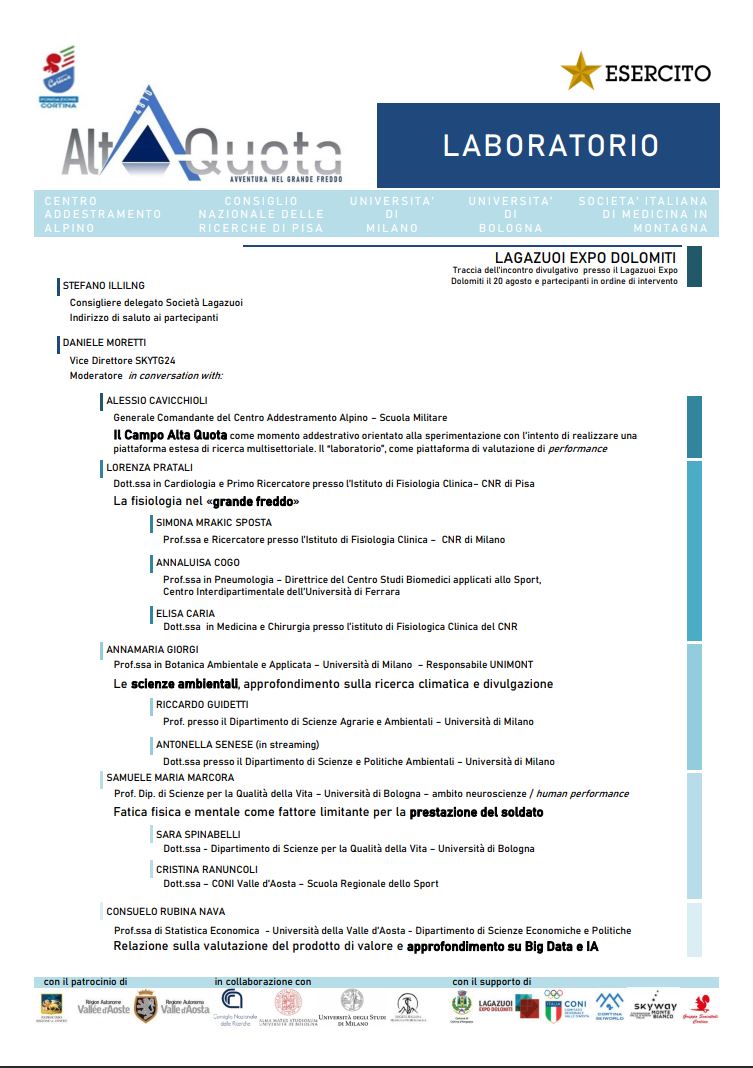 Cortina
FONDAZIONE
CORTINA
ESERCITO
4810
AltAQuota
AVVENTURA NEL GRANDE FREDDO
LABORATORIO
CENTRO
ADDESTRAMENTO
ALPINO
CONSIGLIO
NAZIONALE DELLE
RICERCHE DI PISA
UNIVERSITA'
DI
MILANO
UNIVERSITA'
DI
BOLOGNA
SOCIETA' ITALIANA
DI MEDICINA IN
MONTAGNA
LAGAZUOI EXPO DOLOMITI
Traccia dell'incontro divulgativo presso il Lagazuoi Expo
Dolomiti il 20 agosto e partecipanti in ordine di intervento
STEFANO ILLILNG
Consigliere delegato Società Lagazuoi
Indirizzo di saluto ai partecipanti
DANIELE MORETTI
Vice Direttore SKYTG24
Moderatore in conversation with:
ALESSIO CAVICCHIOLI
Generale Comandante del Centro Addestramento Alpino – Scuola Militare
Il Campo Alta Quota come momento addestrativo orientato alla sperimentazione con l'intento di realizzare una
piattaforma estesa di ricerca multisettoriale. Il "laboratorio", come piattaforma di valutazione di performance
LORENZA PRATALI
Dott.ssa in Cardiologia e Primo Ricercatore presso l'Istituto di Fisiologia Clinica– CNR di Pisa
La fisiologia nel «grande freddo»
SIMONA MRAKIC SPOSTA
Prof.ssa e Ricercatore presso l'Istituto di Fisiologia Clinica – CNR di Milano
ANNALUISA COGO
Prof.ssa in Pneumologia – Direttrice del Centro Studi Biomedici applicati allo Sport,
Centro Interdipartimentale dell'Università di Ferrara
ELISA CARIA
Dott.ssa in Medicina e Chirurgia presso l'istituto di Fisiologica Clinica del CNR
ANNAMARIA GIORGI
Prof.ssa in Botanica Ambientale e Applicata – Università di Milano – Responsabile UNIMONT
Le scienze ambientali, approfondimento sulla ricerca climatica e divulgazione
RICCARDO GUIDETTI
Prof. presso il Dipartimento di Scienze Agrarie e Ambientali – Università di Milano
ANTONELLA SENESE (in streaming)
Dott.ssa presso il Dipartimento di Scienze e Politiche Ambientali – Università di Milano
SAMUELE MARIA MARCORA
Prof. Dip. di Scienze per la Qualità della Vita – Università di Bologna – ambito neuroscienze / human performance
Fatica fisica e mentale come fattore limitante per la prestazione del soldato
SARA SPINABELLI
Dott.ssa - Dipartimento di Scienze per la Qualità della Vita – Università di Bologna
CRISTINA RANUNCOLI
Dott.ssa – CONI Valle d'Aosta – Scuola Regionale dello Sport
CONSUELO RUBINA NAVA
Prof.ssa di Statistica Economica - Università della Valle d'Aosta - Dipartimento di Scienze Economiche e Politiche
Relazione sulla valutazione del prodotto di valore e approfondimento su Big Data e IA
con il patrocinio di
in collaborazione con
con il supporto di
Région Autonome
Vallée d'Aoste
Regione Autonoma
Valle d'Aosta
Consiglio Nazionale
delle Ricerche
ALMA MATER STUDIORUM
UNIVERSITÀ DI BOLOGNA
UNIVERSITÀ DEGLI STUDI
DI MILANO
LAGAZUOI
EXPO DOLOMITI
ITALIA
CONI
CORTINA
SKIWORLD
SKYWAY
MONTE
BIANCO
Gruppo Scoiattoli
Cortina